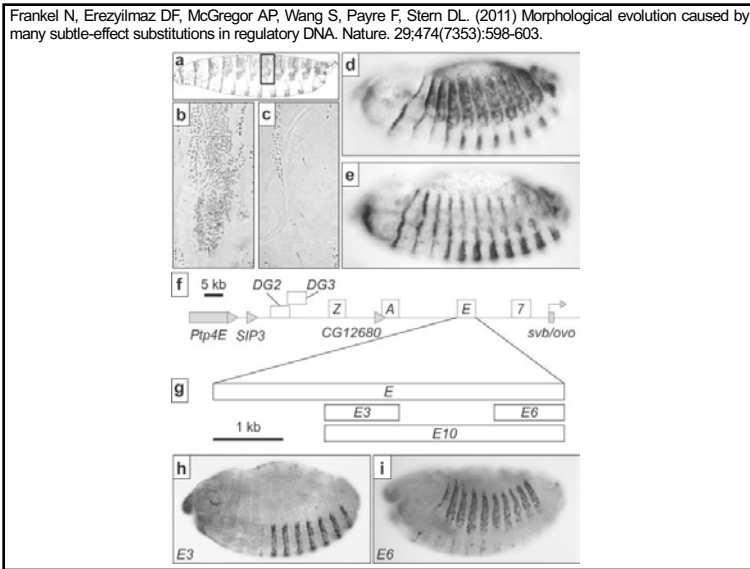 Frankel N, Erezyilmaz DF, McGregor AP, Wang S, Payre F, Stern DL. (2011) Morphological evolution caused by
many subtle-effect substitutions in regulatory DNA. Nature. 29;474(7353):598-603.
a
b
c
d
e
f
5 kb
DG2
DG3
Z
A
E
7
Ptp4E
SIP3
CG12680
svb/ovo
g
E
E3
E6
E10
1 kb
h
E3
i
E6